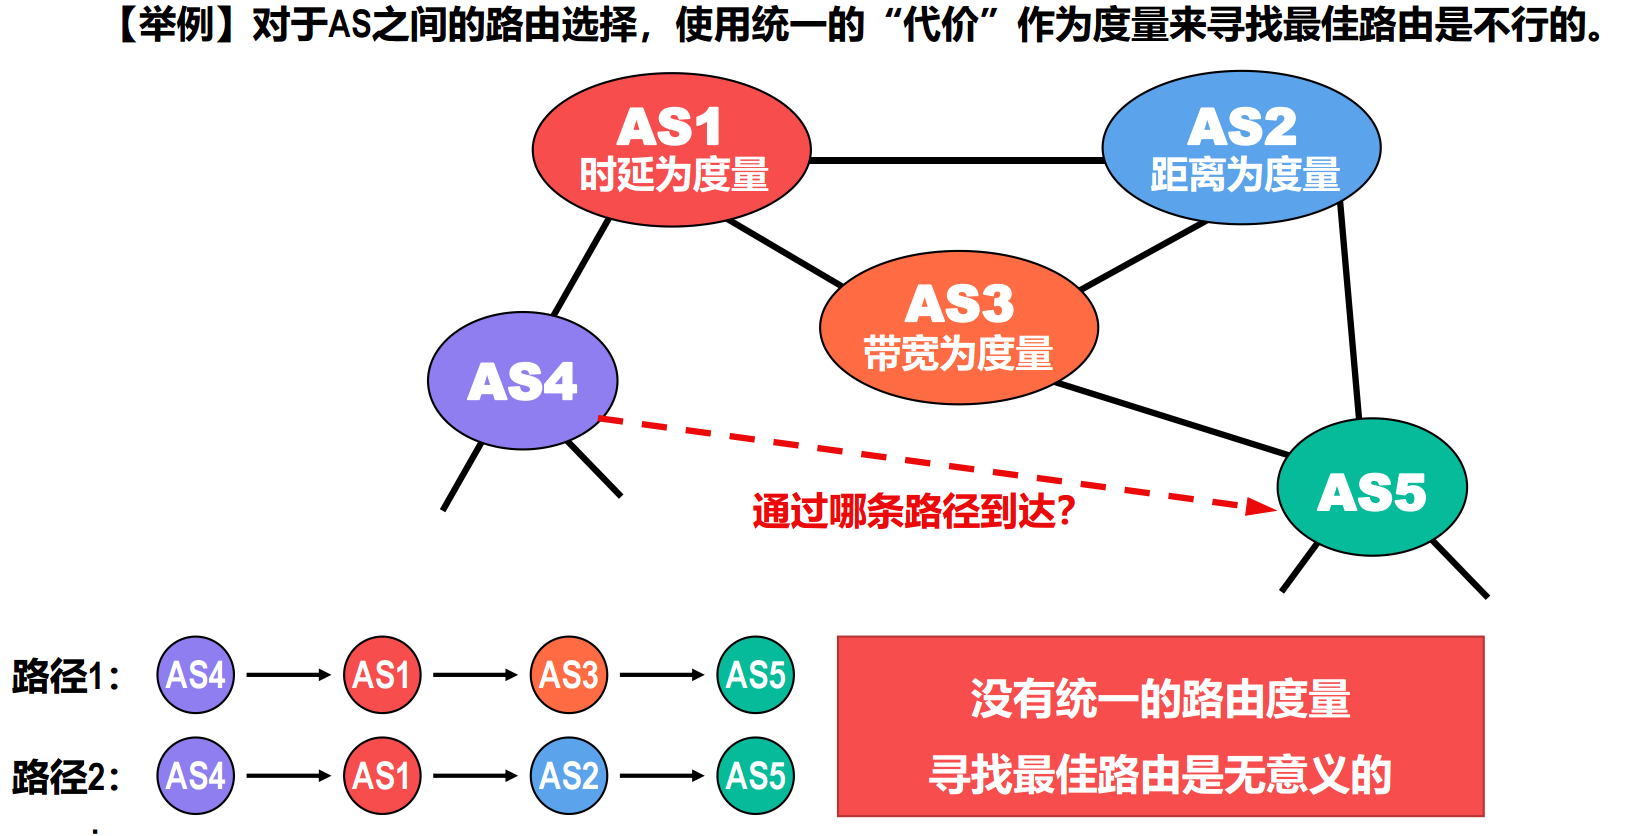 【举例】对于AS之间的路由选择，使用统一的“代价”作为度量来寻找最佳路由是不行的。
AS1
时延为度量
AS2
距离为度量
AS3
带宽为度量
AS4
AS5
通过哪条路径到达？
路径1： AS4 AS1 AS3 AS5
路径2： AS4 AS1 AS2 AS5
没有统一的路由度量
寻找最佳路由是无意义的